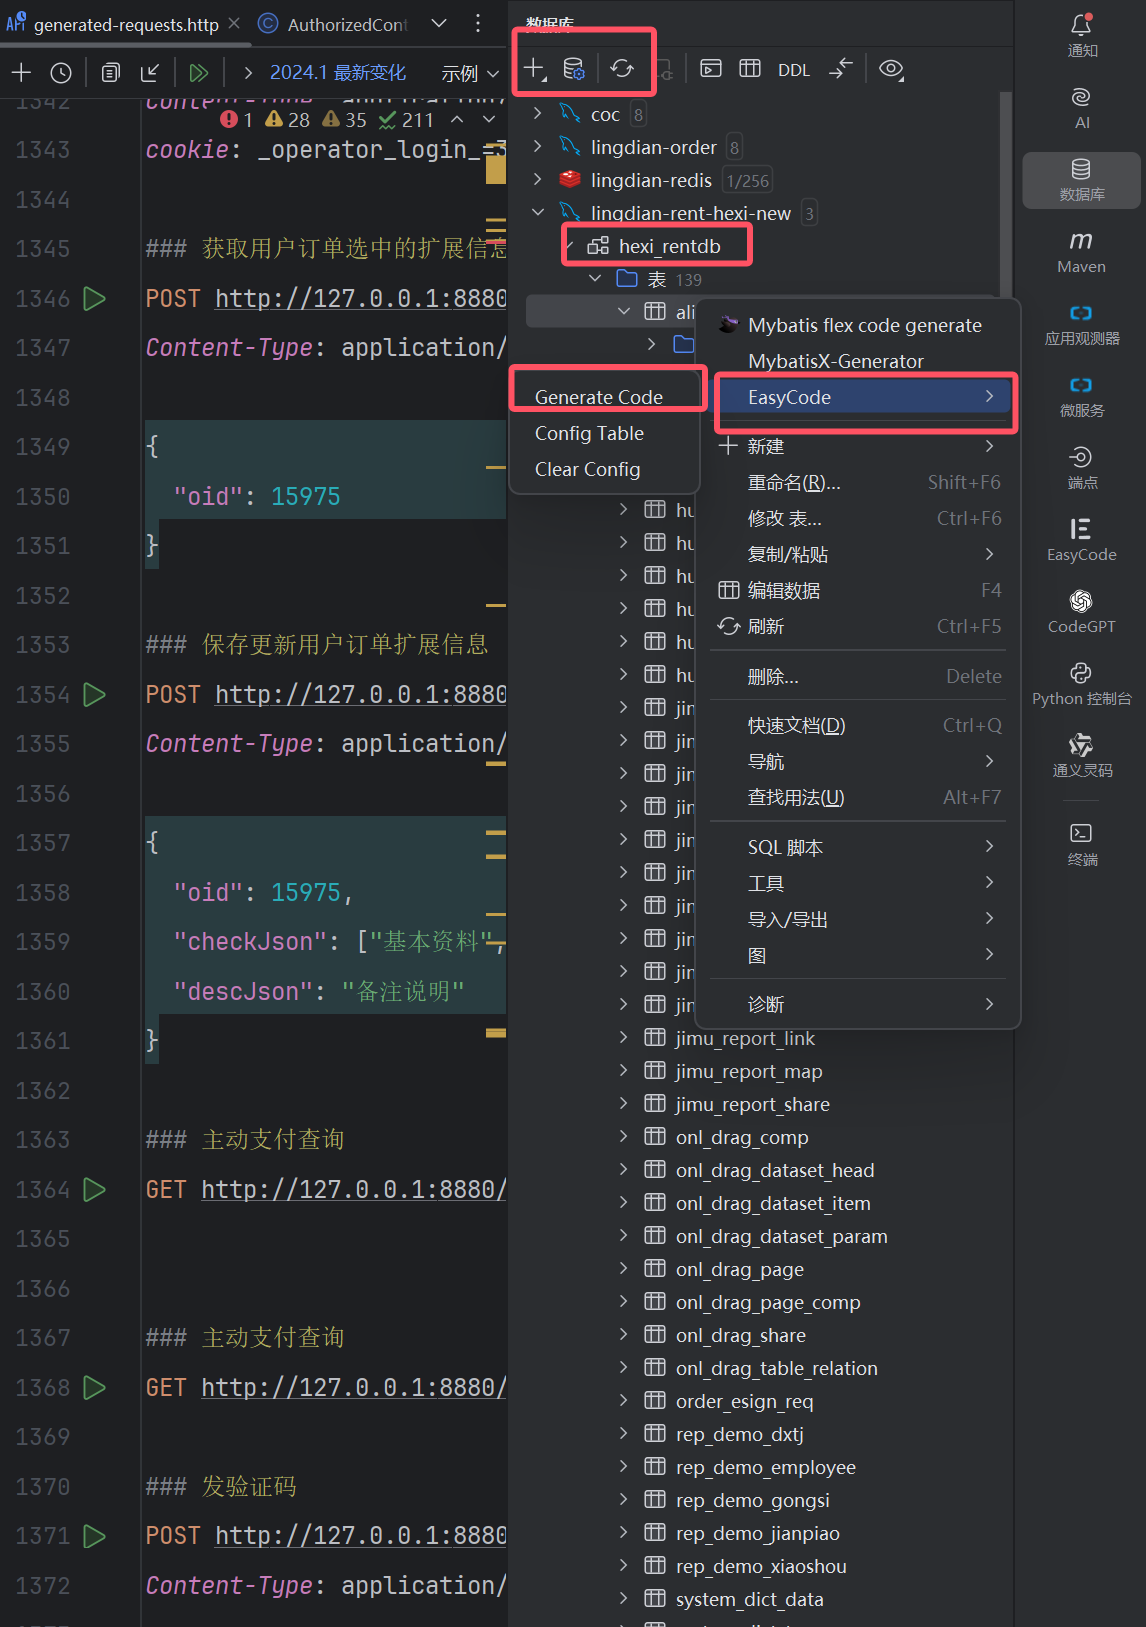 generated-requests.http
AuthorizedCont
2024.1 最新变化
示例
1342
1
28
35
211
1343 cookie: _operator_login_=3
1344
1345 ### 获取用户订单选中的扩展信息
1346 POST http://127.0.0.1:8880
1347 Content-Type: application/
1348
1349 {
1350 "oid": 15975
1351 }
1352
1353 ### 保存更新用户订单扩展信息
1354 POST http://127.0.0.1:8880
1355 Content-Type: application/
1356
1357 {
1358 "oid": 15975,
1359 "checkJson": ["基本资料",
1360 "descJson": "备注说明"
1361 }
1362
1363 ### 主动支付查询
1364 GET http://127.0.0.1:8880/
1365
1366
1367 ### 主动支付查询
1368 GET http://127.0.0.1:8880/
1369
1370 ### 发验证码
1371 POST http://127.0.0.1:8880
1372 Content-Type: application/
数据库
DDL
coc 8
lingdian-order 8
lingdian-redis 1/256
lingdian-rent-hexi-new 3
hexi_rentdb
表 139
ali
Generate Code
Config Table
Clear Config
hu
hu
hu
hu
hu
hu
jin
jin
jin
jin
jin
jin
jin
jin
jin
jin
jimu_report_link
jimu_report_map
jimu_report_share
onl_drag_comp
onl_drag_dataset_head
onl_drag_dataset_item
onl_drag_dataset_param
onl_drag_page
onl_drag_page_comp
onl_drag_share
onl_drag_table_relation
order_esign_req
rep_demo_dxtj
rep_demo_employee
rep_demo_gongsi
rep_demo_jianpiao
rep_demo_xiaoshou
system_dict_data
Mybatis flex code generate
MybatisX-Generator
EasyCode
新建
重命名(R)... Shift+F6
修改 表... Ctrl+F6
复制/粘贴
编辑数据 F4
刷新 Ctrl+F5
删除... Delete
快速文档(D) Ctrl+Q
导航
查找用法(U) Alt+F7
SQL 脚本
工具
导入/导出
图
诊断
通知
AI
数据库
Maven
应用观测器
微服务
端点
EasyCode
CodeGPT
Python 控制台
通义灵码
终端